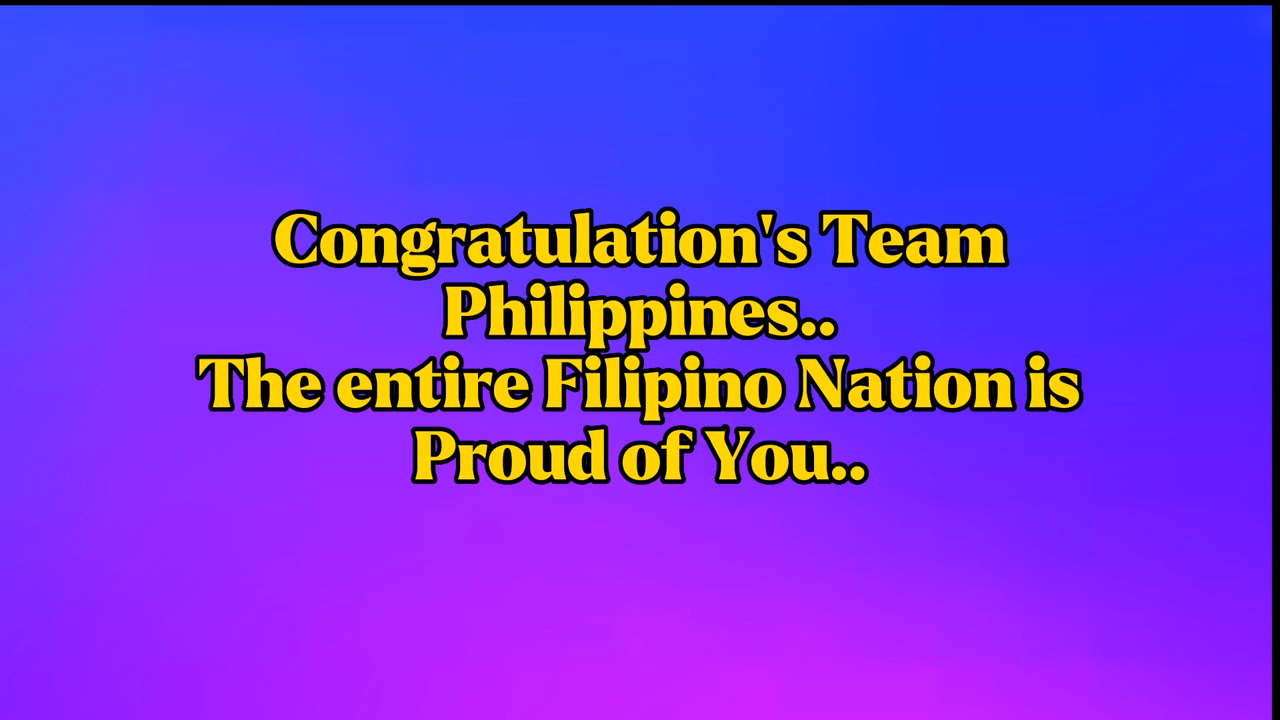 Congratulation's Team
Philippines..
The entire Filipino Nation is
Proud of You..